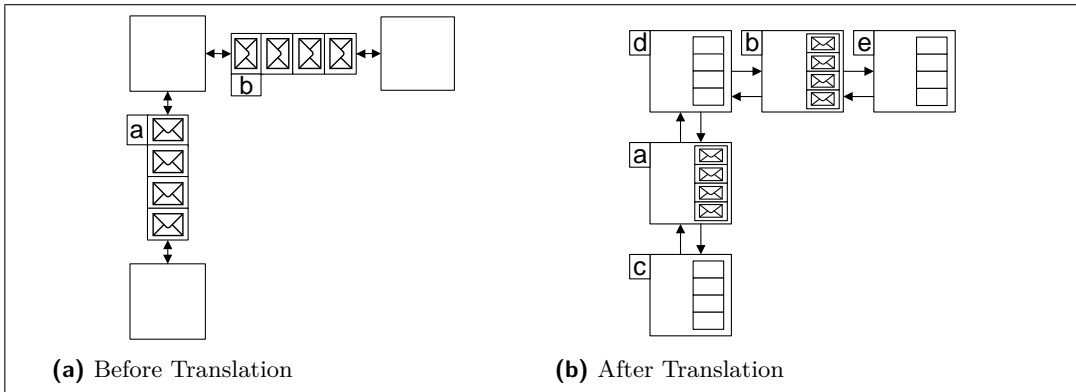 b
a
(a) Before Translation
d
b
e
a
c
(b) After Translation